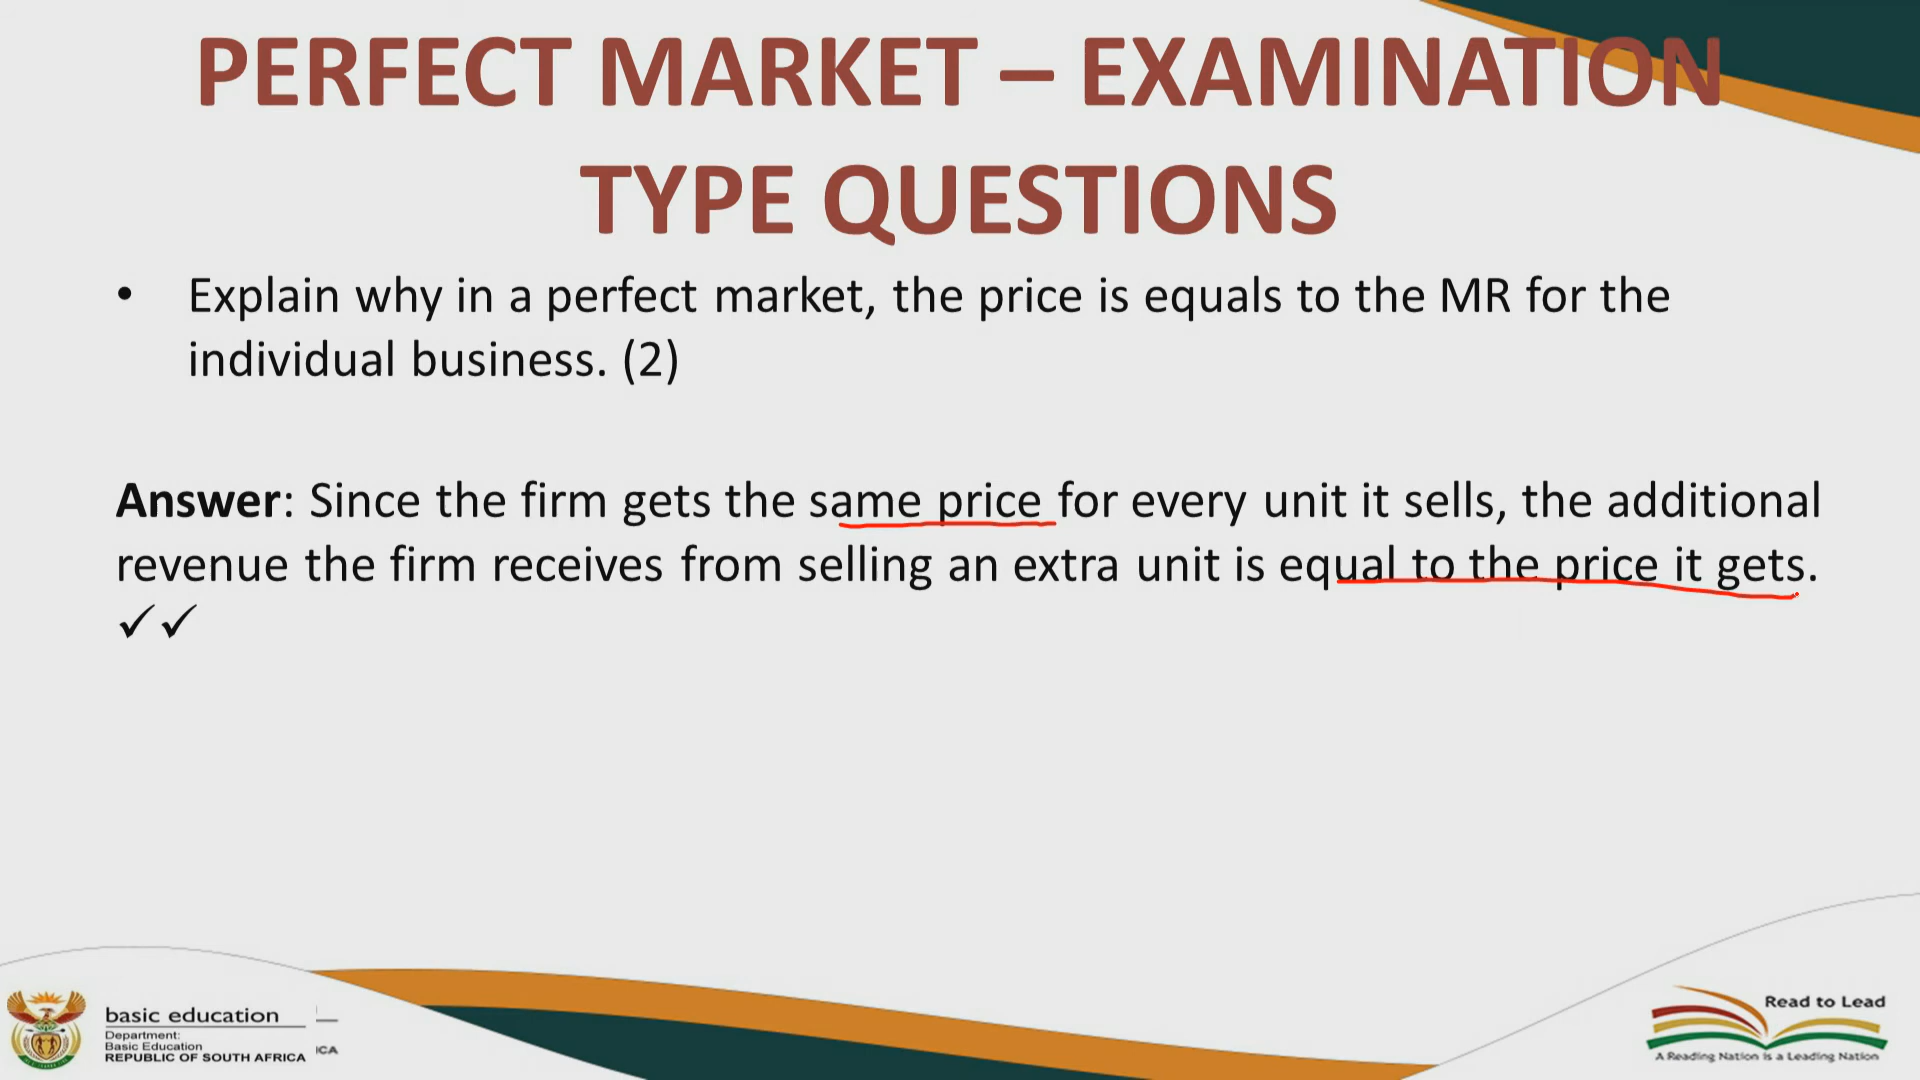 PERFECT MARKET – EXAMINATION
TYPE QUESTIONS
• Explain why in a perfect market, the price is equals to the MR for the
individual business. (2)
Answer: Since the firm gets the same price for every unit it sells, the additional
revenue the firm receives from selling an extra unit is equal to the price it gets.
✓✓
basic education
Department:
Basic Education
REPUBLIC OF SOUTH AFRICA
ICA
Read to Lead
A Reading Nation is a Leading Nation